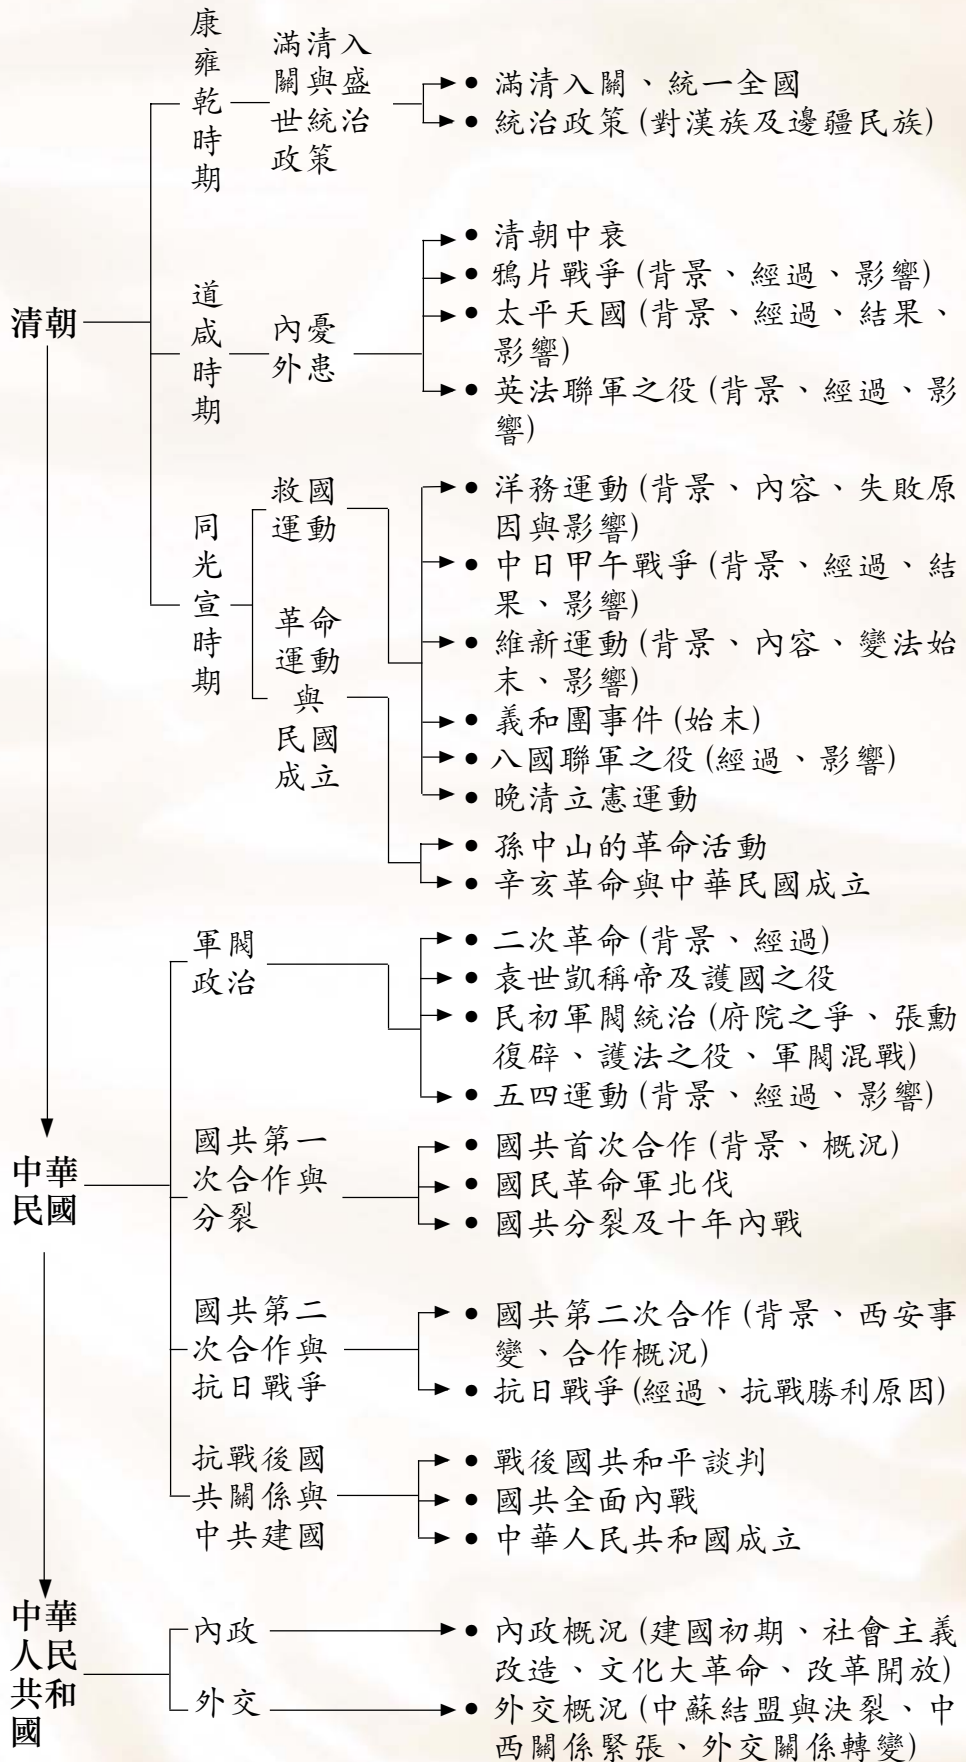 清朝
康雍乾時期
滿清入
關與盛
世統治
政策
• 滿清入關、統一全國
• 統治政策(對漢族及邊疆民族)
道咸時期
內憂
外患
• 清朝中衰
• 鴉片戰爭(背景、經過、影響)
• 太平天國(背景、經過、結果、
影響)
• 英法聯軍之役(背景、經過、影
響)
同光宣時期
救國
運動
• 洋務運動(背景、內容、失敗原
因與影響)
• 中日甲午戰爭(背景、經過、結
果、影響)
• 維新運動(背景、內容、變法始
末、影響)
• 義和團事件(始末)
• 八國聯軍之役(經過、影響)
• 晚清立憲運動
革命
運動
與
民國
成立
• 孫中山的革命活動
• 辛亥革命與中華民國成立
中華
民國
軍閥
政治
• 二次革命(背景、經過)
• 袁世凱稱帝及護國之役
• 民初軍閥統治(府院之爭、張勳
復辟、護法之役、軍閥混戰)
• 五四運動(背景、經過、影響)
國共第一
次合作與
分裂
• 國共首次合作(背景、概況)
• 國民革命軍北伐
• 國共分裂及十年內戰
國共第二
次合作與
抗日戰爭
• 國共第二次合作(背景、西安事
變、合作概況)
• 抗日戰爭(經過、抗戰勝利原因)
抗戰後國
共關係與
中共建國
• 戰後國共和平談判
• 國共全面內戰
• 中華人民共和國成立
中華
人民
共和
國
內政
• 內政概況(建國初期、社會主義
改造、文化大革命、改革開放)
外交
• 外交概況(中蘇結盟與決裂、中
西關係緊張、外交關係轉變)